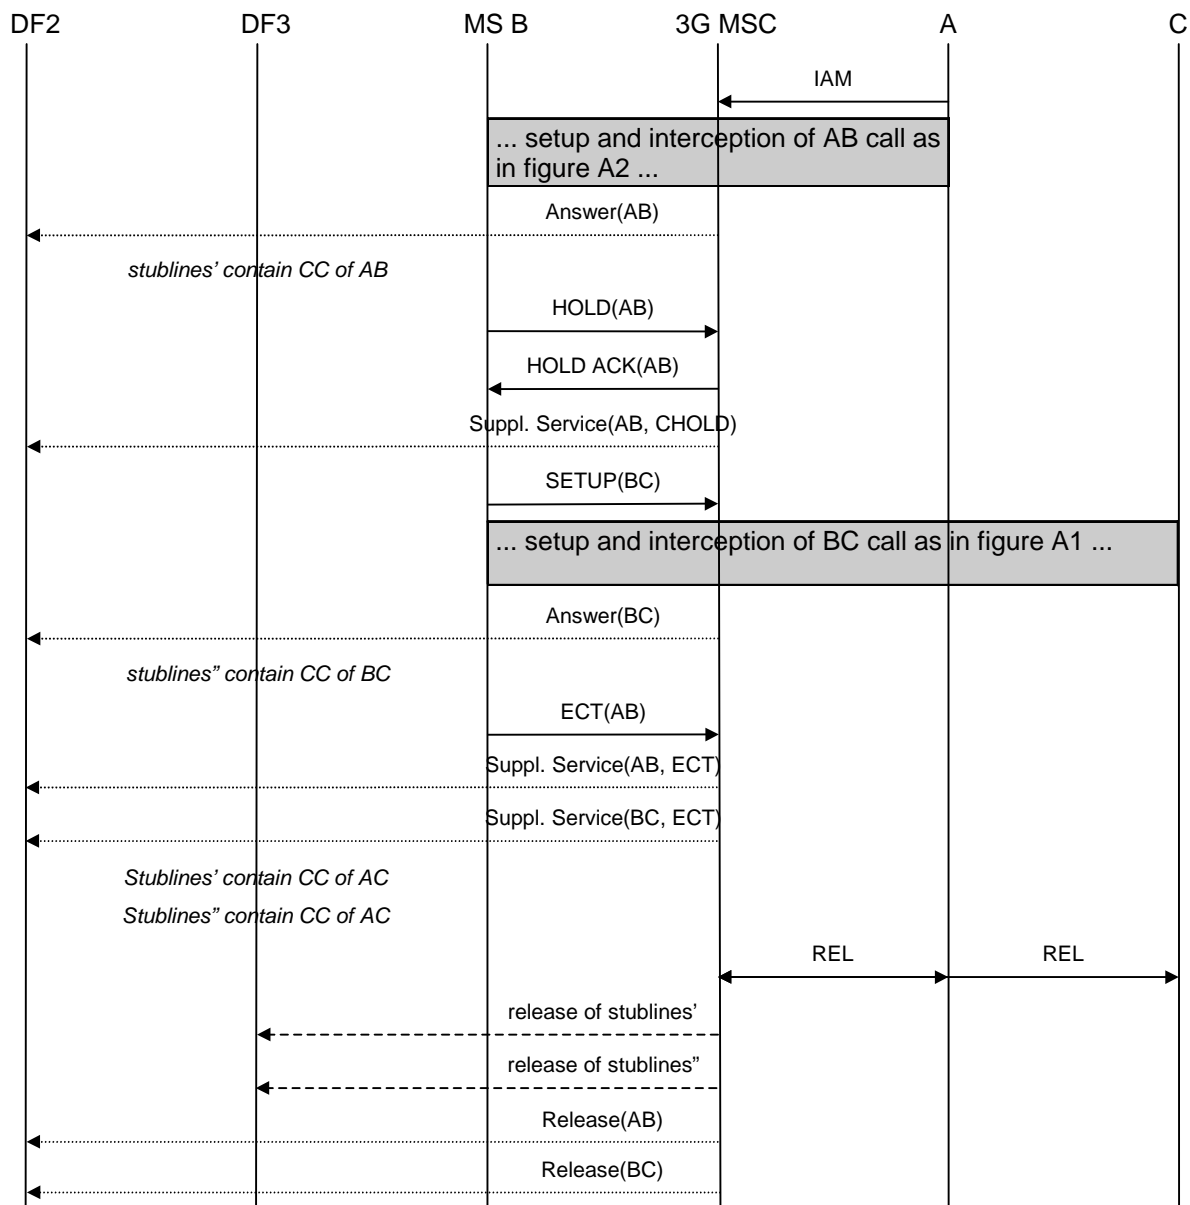 DF2 DF3 MS B 3G MSC A C
IAM
... setup and interception of AB call as
in figure A2 ...
Answer(AB)
stublines’ contain CC of AB
HOLD(AB)
HOLD ACK(AB)
Suppl. Service(AB, CHOLD)
SETUP(BC)
... setup and interception of BC call as in figure A1 ...
Answer(BC)
stublines” contain CC of BC
ECT(AB)
Suppl. Service(AB, ECT)
Suppl. Service(BC, ECT)
Stublines’ contain CC of AC
Stublines” contain CC of AC
REL REL
release of stublines’
release of stublines”
Release(AB)
Release(BC)